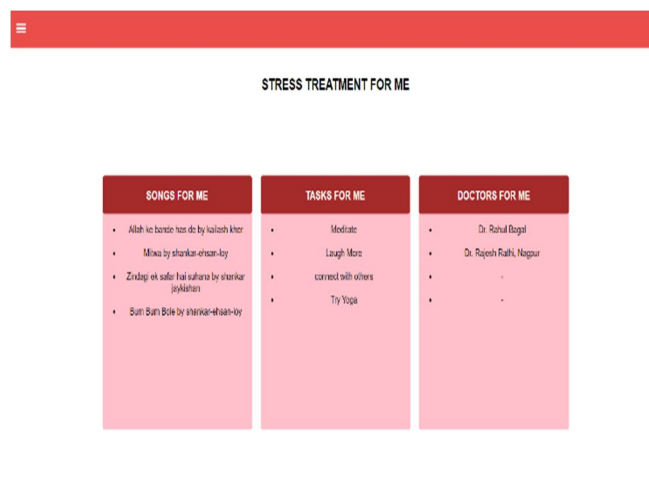 STRESS TREATMENT FOR ME
SONGS FOR ME
Allah ke bande has de by kailash kher
Mitwa by shankar-ehsan-loy
Zindagi ek safar hai suhana by shankar
jaykishan
Bum Bum Bole by shankar-ehsan-loy
TASKS FOR ME
Meditate
Laugh More
connect with others
Try Yoga
DOCTORS FOR ME
Dr. Rahul Bagal
Dr. Rajesh Rathi, Nagpur
-
-